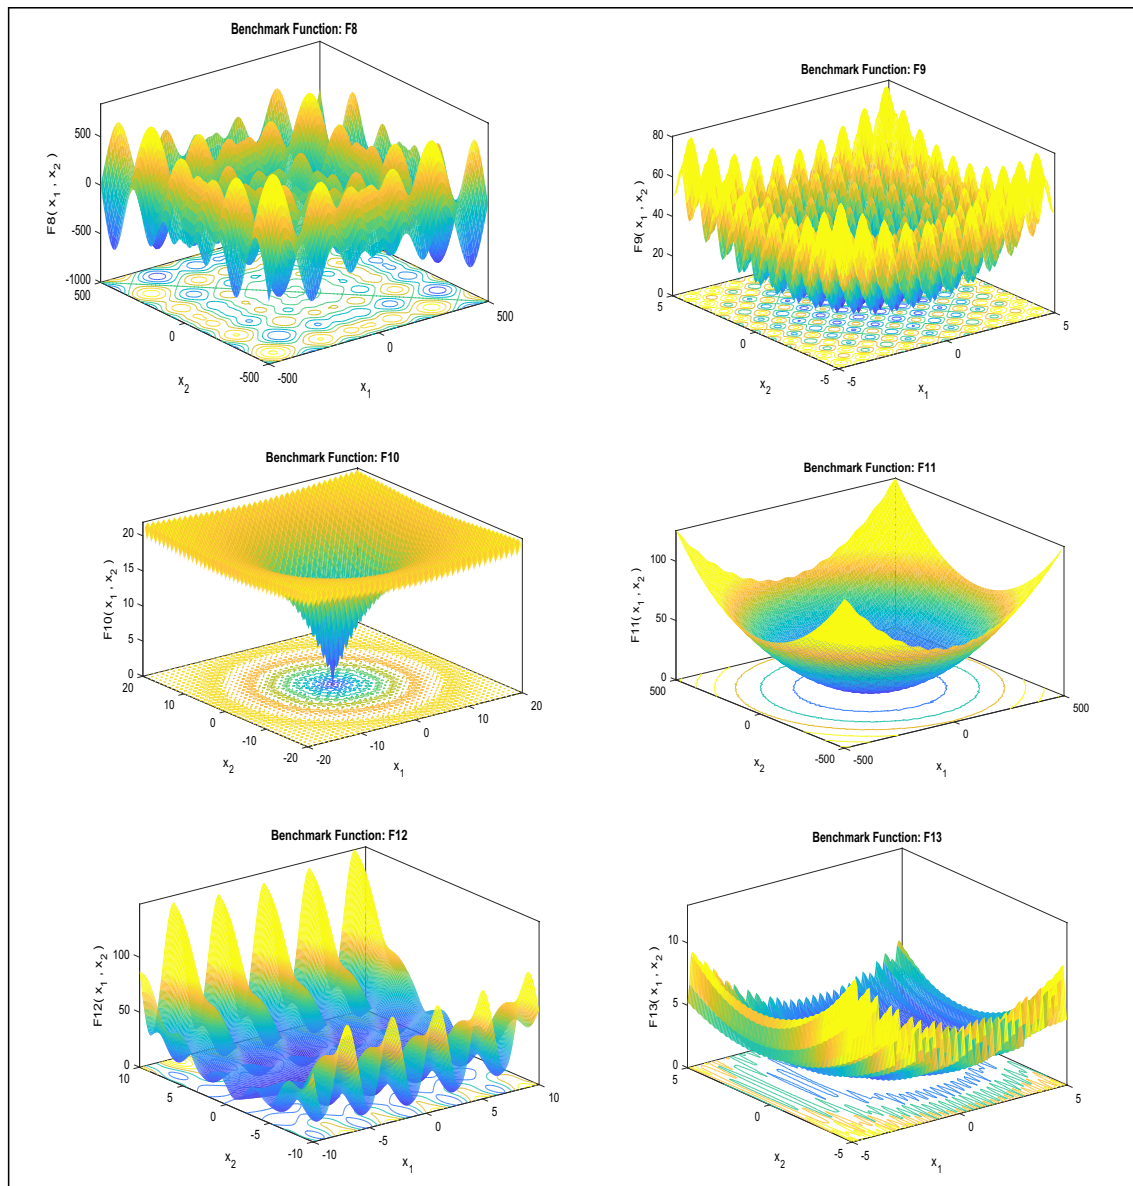 Benchmark Function: F8
F8( x1 , x2 )
500
0
-500
-1000
500
0
-500
-500
0
500
x2
x1
Benchmark Function: F9
F9( x1 , x2 )
80
60
40
20
0
5
0
-5
-5
0
5
x2
x1
Benchmark Function: F10
F10( x1 , x2 )
20
15
10
5
0
20
10
0
-10
-20
-20
-10
0
10
20
x2
x1
Benchmark Function: F11
F11( x1 , x2 )
100
50
0
500
0
-500
-500
0
500
x2
x1
Benchmark Function: F12
F12( x1 , x2 )
100
50
0
10
5
0
-5
-10
-10
-5
0
5
10
x2
x1
Benchmark Function: F13
F13( x1 , x2 )
10
5
0
5
0
-5
-5
0
5
x2
x1